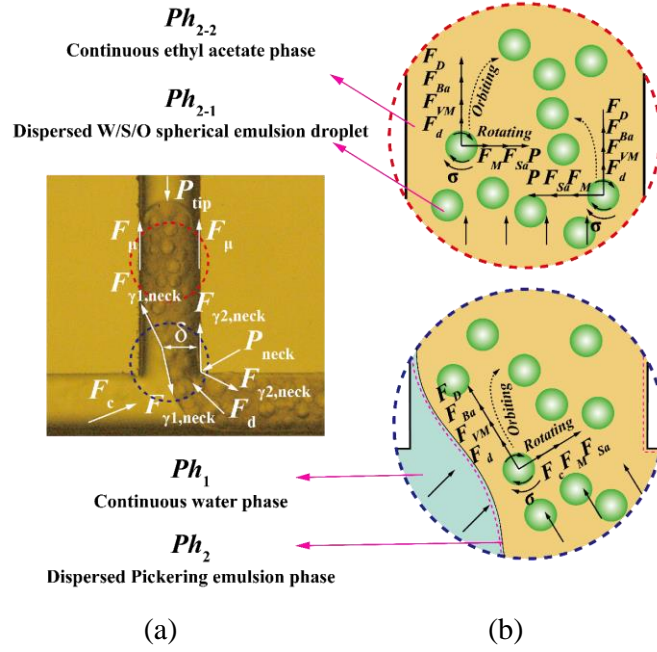 Ph2-2
Continuous ethyl acetate phase
Ph2-1
Dispersed W/S/O spherical emulsion droplet
Ptip
Fμ
Fμ
Fγ1,neck
Fγ2,neck
δ
Pneck
Fc
Fγ1,neck
Fd
Fγ2,neck
Ph1
Continuous water phase
Ph2
Dispersed Pickering emulsion phase
(a)
FD
FBa
FVM
Fd
Orbiting
Rotating
FM FSa P
σ
FD
FBa
FVM
Fd
P FSa FM
σ
FD
FBa
FVM
Fd
Orbiting
Rotating
Fc FM FSa
σ
(b)